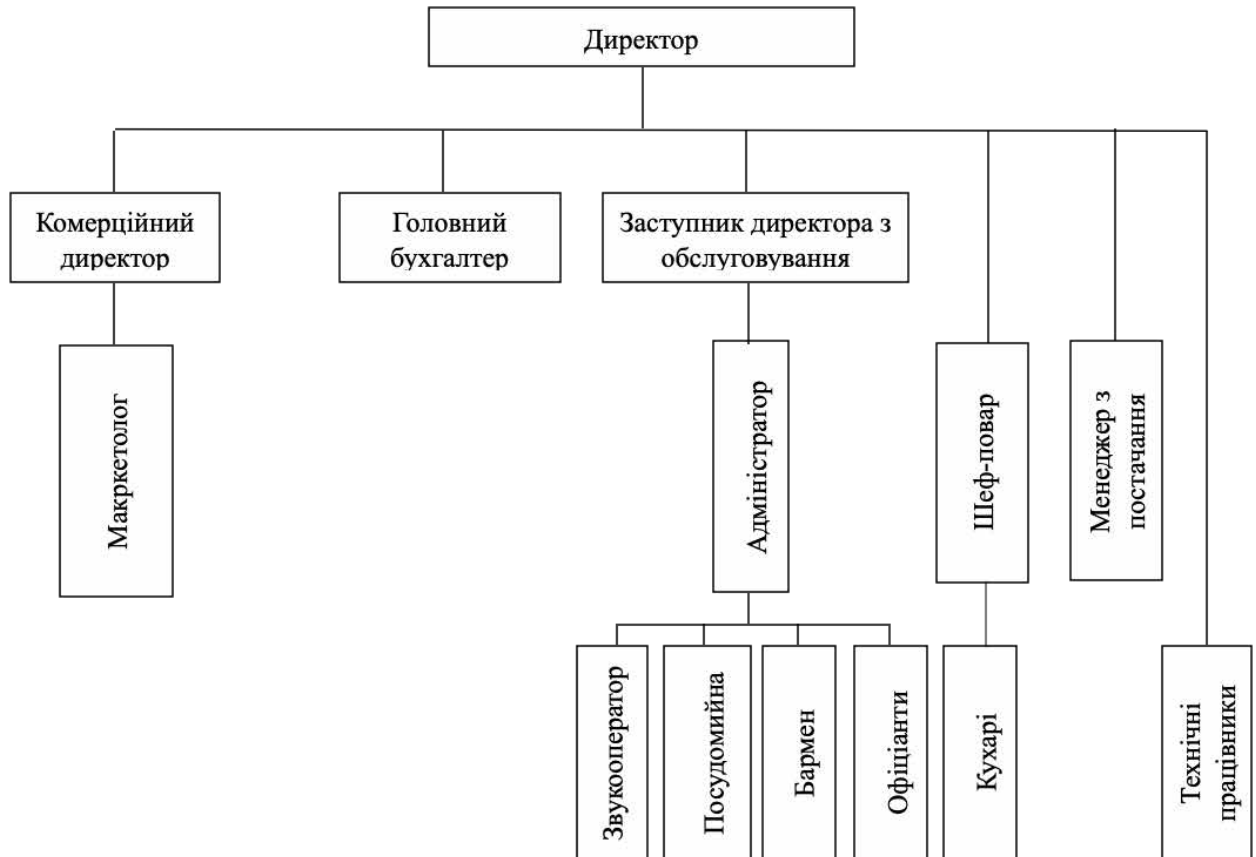 Директор
Комерційний
директор
Головний
бухгалтер
Заступник директора з
обслуговування
Макркетолог
Адміністратор
Шеф-повар
Менеджер з
постачання
Звукооператор
Посудомийна
Бармен
Офіціанти
Кухарі
Технічні
працівники